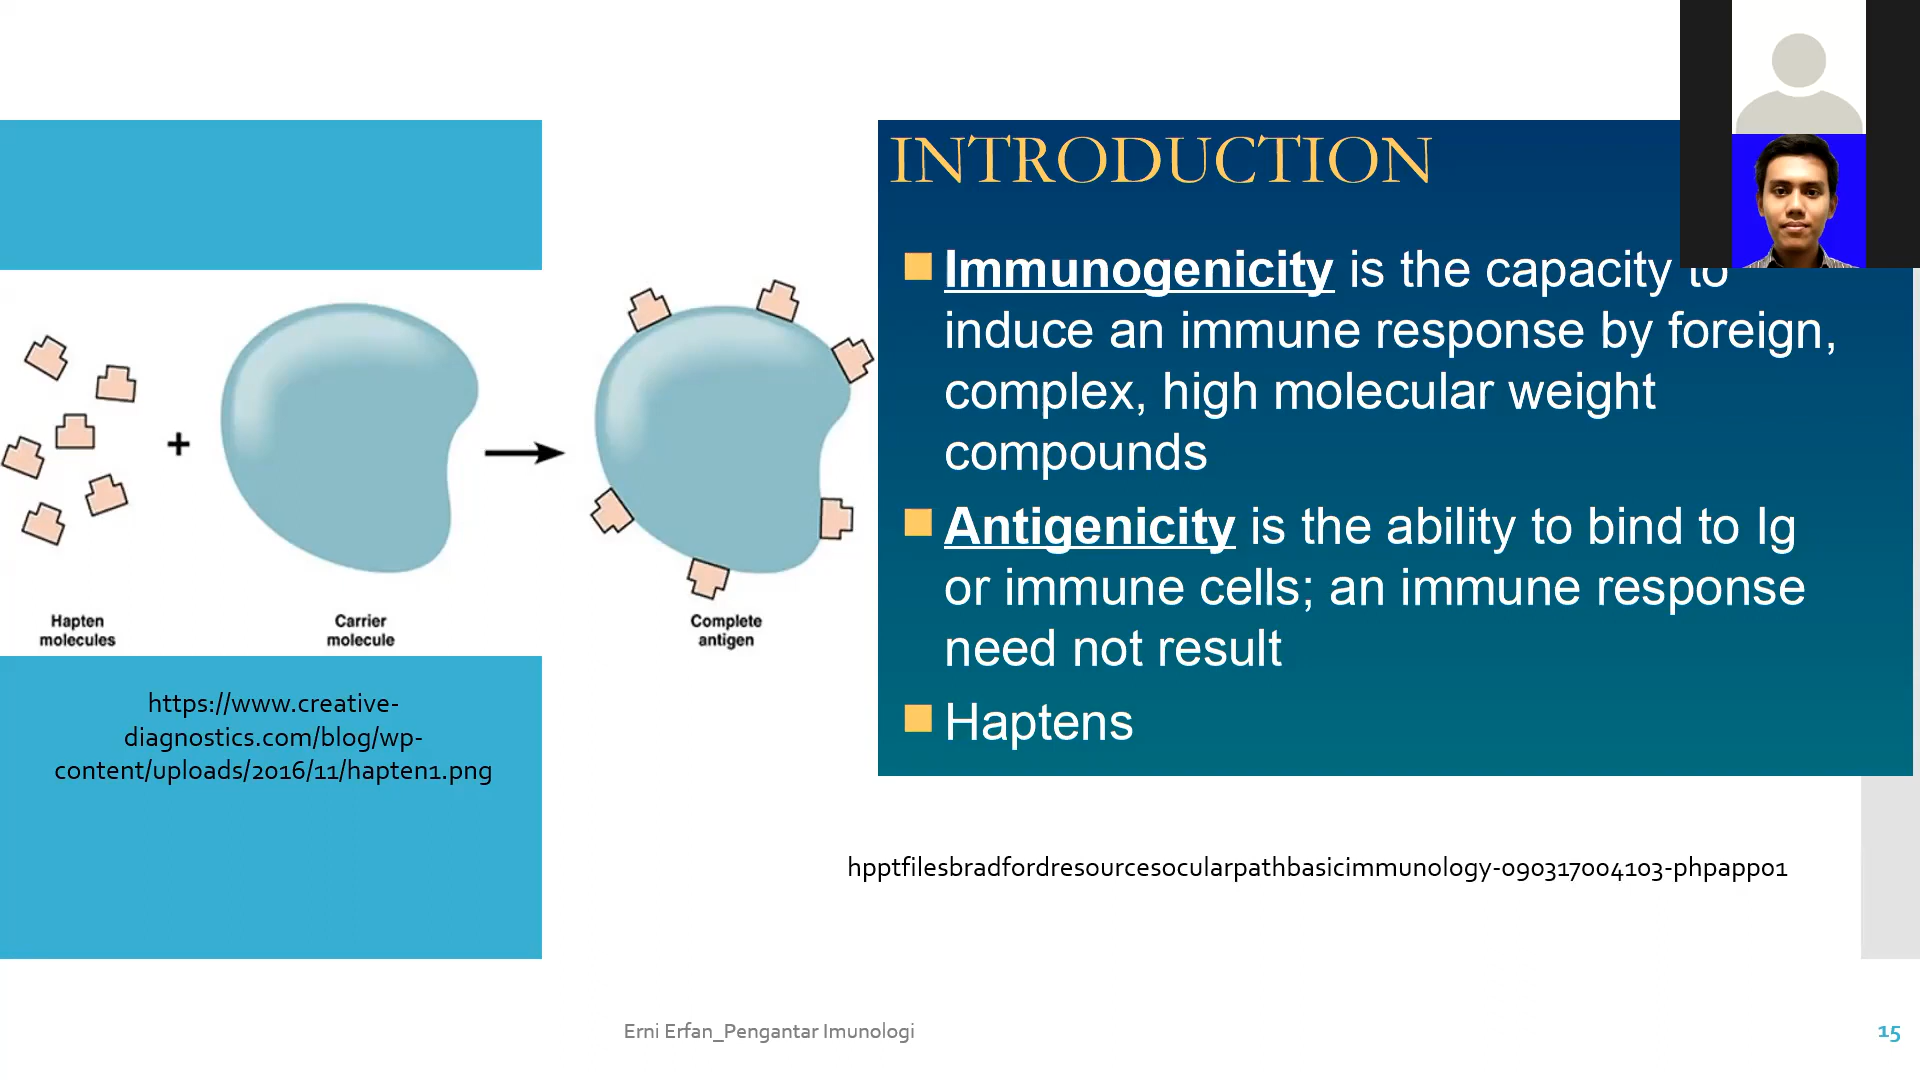 INTRODUCTION
Immunogenicity is the capacity to
induce an immune response by foreign,
complex, high molecular weight
compounds
Antigenicity is the ability to bind to Ig
or immune cells; an immune response
need not result
Haptens
+
Hapten
molecules
Carrier
molecule
Complete
antigen
https://www.creative-
diagnostics.com/blog/wp-
content/uploads/2016/11/hapten1.png
hpptfilesbradfordresourcesocularpathbasicimmunology-090317004103-phpapp01
Erni Erfan_Pengantar Imunologi
15